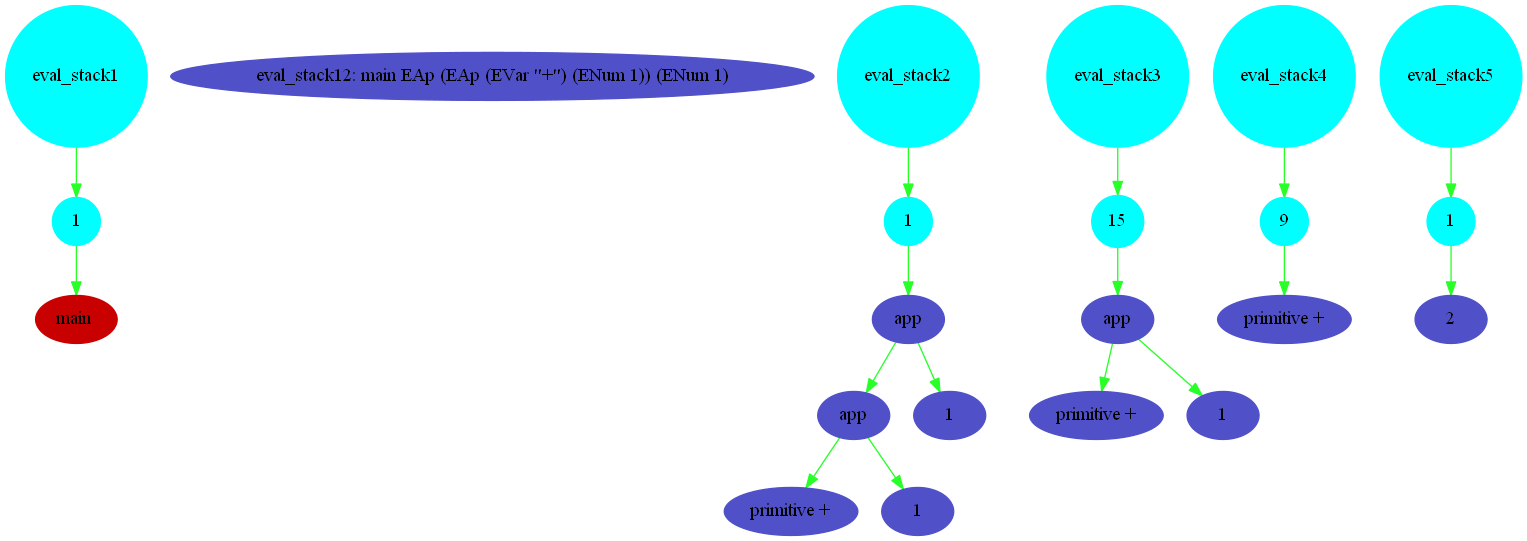 eval_stack1
eval_stack12: main EAp (EAp (EVar "+") (ENum 1)) (ENum 1)
eval_stack2
eval_stack3
eval_stack4
eval_stack5
1
1
15
9
1
main
app
app
primitive +
2
app
1
primitive +
1
primitive +
1